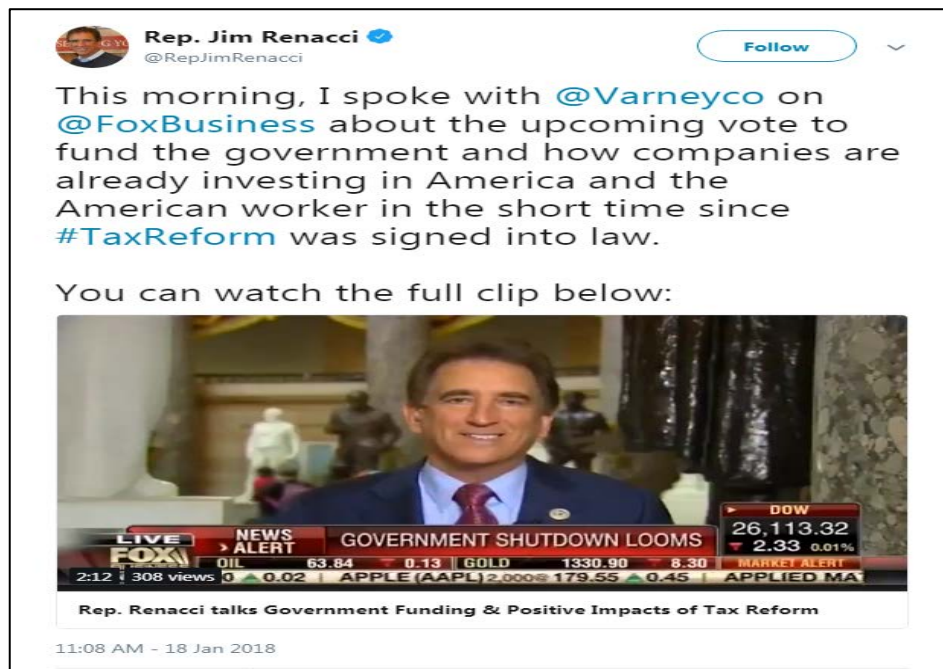 Rep. Jim Renacci
@RepJimRenacci
Follow
This morning, I spoke with @Varneyco on
@FoxBusiness about the upcoming vote to
fund the government and how companies are
already investing in America and the
American worker in the short time since
#TaxReform was signed into law.
You can watch the full clip below:
LIVE
FOX
NEWS
> ALERT
GOVERNMENT SHUTDOWN LOOMS
DOW
26,113.32
2.33 0.01%
MARKET ALERT
OIL 63.84 0.13 GOLD 1330.90 8.30
2:12 308 views 0 0.02 APPLE (AAPL) 2,000@ 179.55 0.45 APPLIED MA
Rep. Renacci talks Government Funding & Positive Impacts of Tax Reform
11:08 AM - 18 Jan 2018